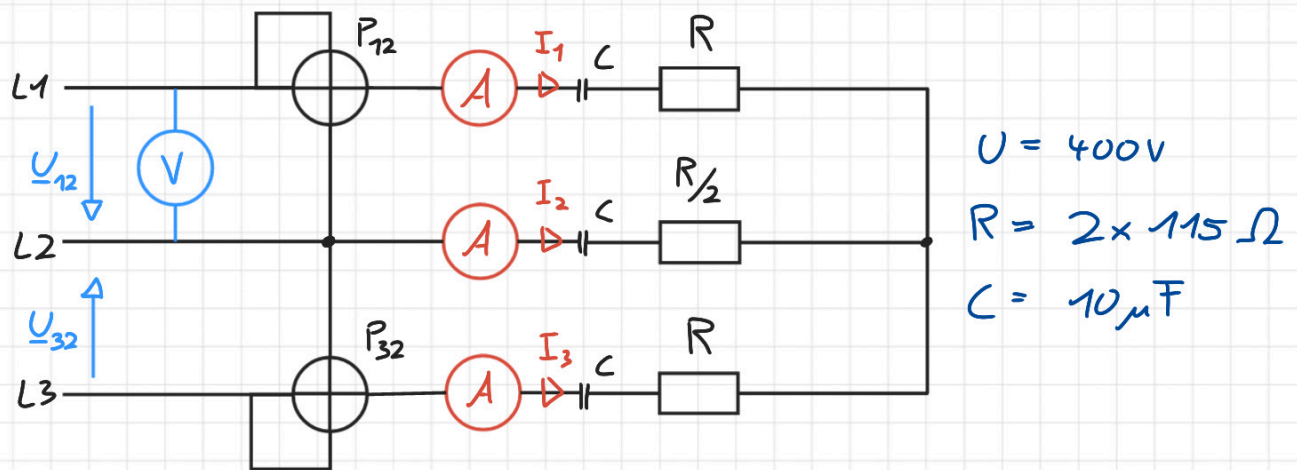 P12
I1
C
R
L1
A
U12
V
U = 400V
I2
C
R/2
L2
A
R = 2x 115 Ω
U32
P32
I3
C
R
C = 10µF
L3
A